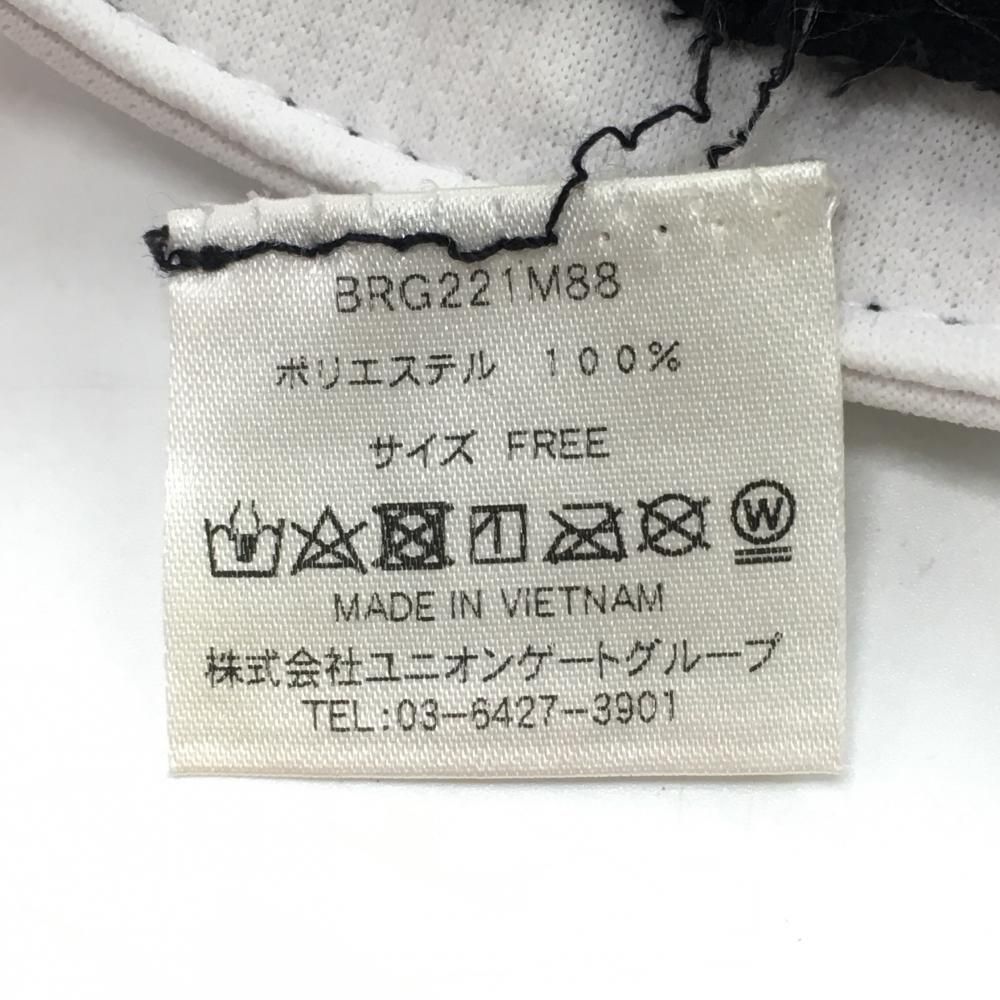 BRG221M88
ポリエステル 100%
サイズ FREE
W
MADE IN VIETNAM
株式会社ユニオンゲートグループ
TEL:03-6427-3901